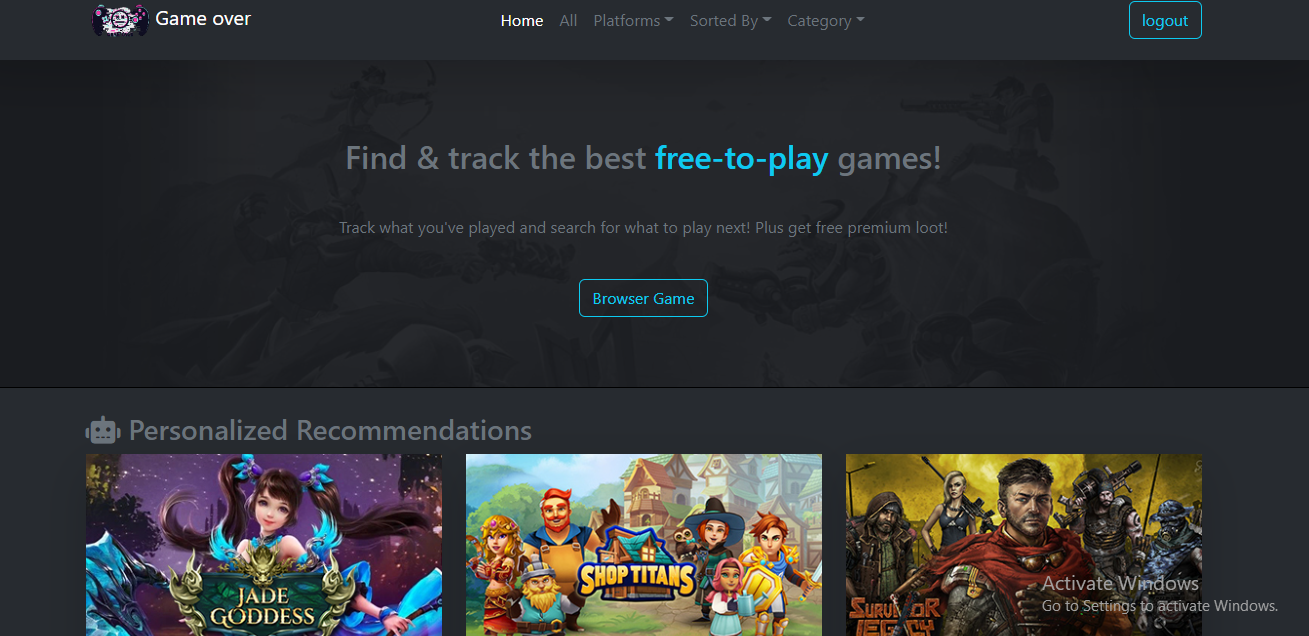 Game over
Home All Platforms Sorted By Category
logout
Find & track the best free-to-play games!
Track what you've played and search for what to play next! Plus get free premium loot!
Browser Game
Personalized Recommendations
JADE
GODDESS
SHOP TITANS
SURVIVOR
LEGACY
Activate Windows
Go to Settings to activate Windows.